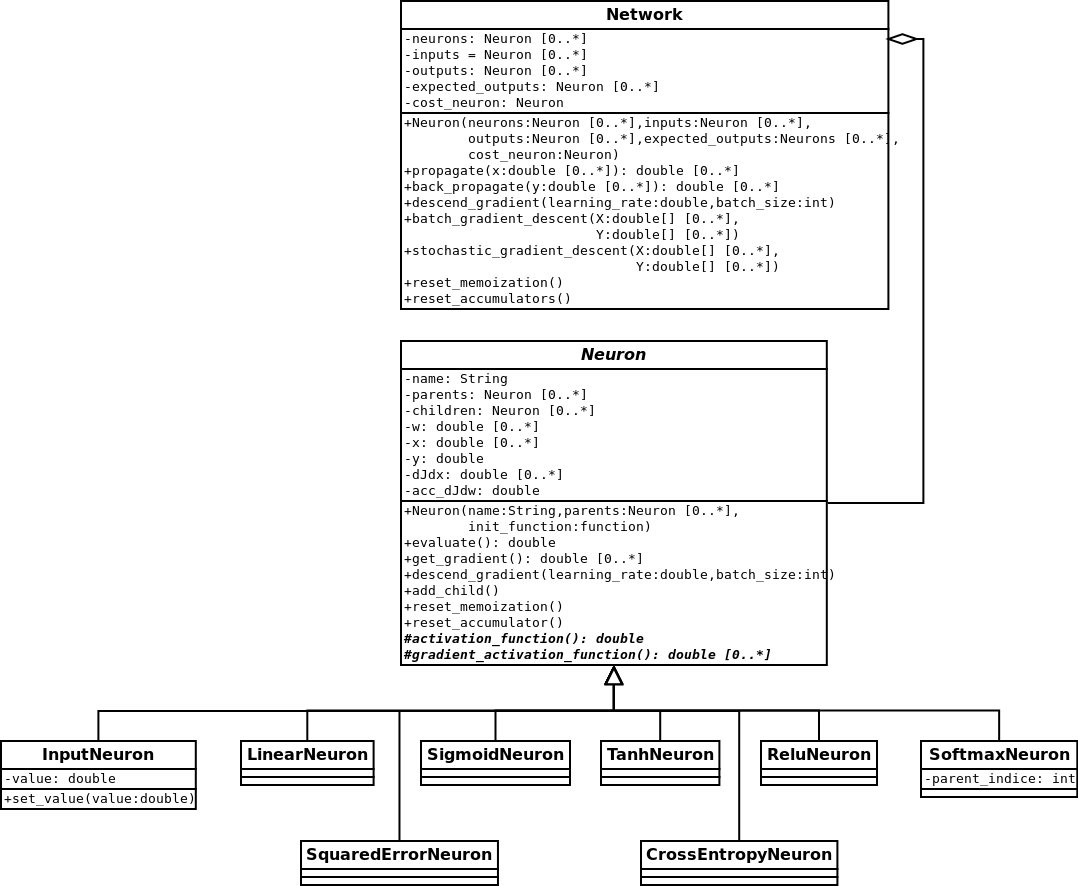 Network
-neurons: Neuron [0..*]
-inputs = Neuron [0..*]
-outputs: Neuron [0..*]
-expected_outputs: Neuron [0..*]
-cost_neuron: Neuron
+Neuron(neurons:Neuron [0..*],inputs:Neuron [0..*],
outputs:Neuron [0..*],expected_outputs:Neurons [0..*],
cost_neuron:Neuron)
+propagate(x:double [0..*]): double [0..*]
+back_propagate(y:double [0..*]): double [0..*]
+descend_gradient(learning_rate:double,batch_size:int)
+batch_gradient_descent(X:double[] [0..*],
Y:double[] [0..*])
+stochastic_gradient_descent(X:double[] [0..*],
Y:double[] [0..*])
+reset_memoization()
+reset_accumulators()
Neuron
-name: String
-parents: Neuron [0..*]
-children: Neuron [0..*]
-w: double [0..*]
-x: double [0..*]
-y: double
-dJdx: double [0..*]
-acc_dJdw: double
+Neuron(name:String,parents:Neuron [0..*],
init_function:function)
+evaluate(): double
+get_gradient(): double [0..*]
+descend_gradient(learning_rate:double,batch_size:int)
+add_child()
+reset_memoization()
+reset_accumulator()
#activation_function(): double
#gradient_activation_function(): double [0..*]
InputNeuron
-value: double
+set_value(value:double)
LinearNeuron
SigmoidNeuron
TanhNeuron
ReluNeuron
SoftmaxNeuron
-parent_indice: int
SquaredErrorNeuron
CrossEntropyNeuron